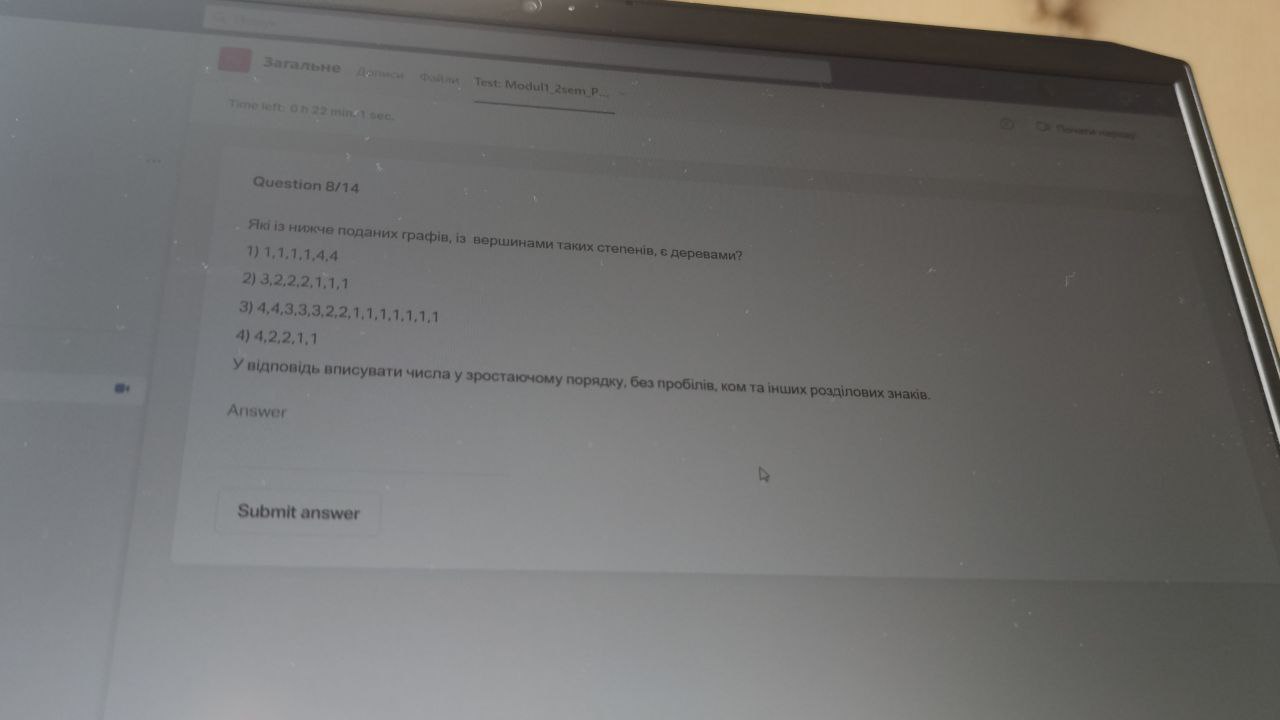 Загальне Дописи Файли Test: Modul1_2sem_P...
Time left: 0 h 22 min. 1 sec.
Question 8/14
Які із нижче поданих графів, із вершинами таких степенів, є деревами?
1) 1,1,1,1,4,4
2) 3,2,2,2,1,1,1
3) 4,4,3,3,3,2,2,1,1,1,1,1,1,1
4) 4,2,2,1,1
У відповідь вписувати числа у зростаючому порядку, без пробілів, ком та інших розділових знаків.
Answer
Submit answer